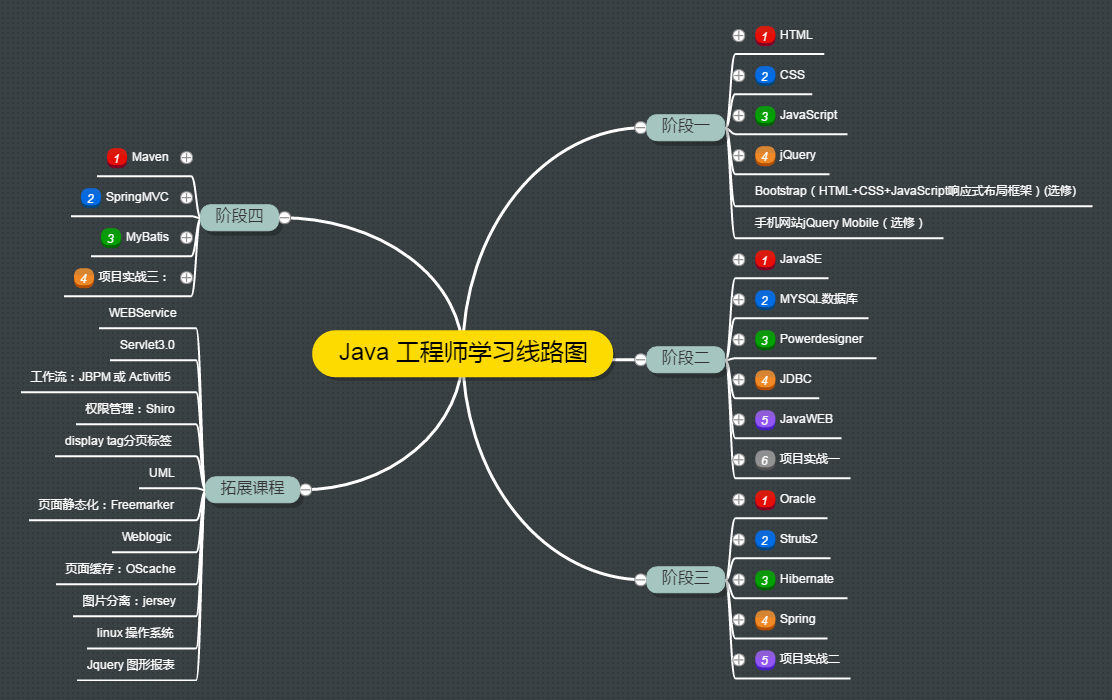 Java 工程师学习线路图
阶段一
1 HTML
2 CSS
3 JavaScript
4 jQuery
Bootstrap（HTML+CSS+JavaScript响应式布局框架）(选修)
手机网站jQuery Mobile（选修）
阶段二
1 JavaSE
2 MYSQL数据库
3 Powerdesigner
4 JDBC
5 JavaWEB
6 项目实战一
阶段三
1 Oracle
2 Struts2
3 Hibernate
4 Spring
5 项目实战二
阶段四
1 Maven
2 SpringMVC
3 MyBatis
4 项目实战三：
拓展课程
WEBService
Servlet3.0
工作流：JBPM 或 Activiti5
权限管理：Shiro
display tag分页标签
UML
页面静态化：Freemarker
Weblogic
页面缓存：OScache
图片分离：jersey
linux 操作系统
Jquery 图形报表